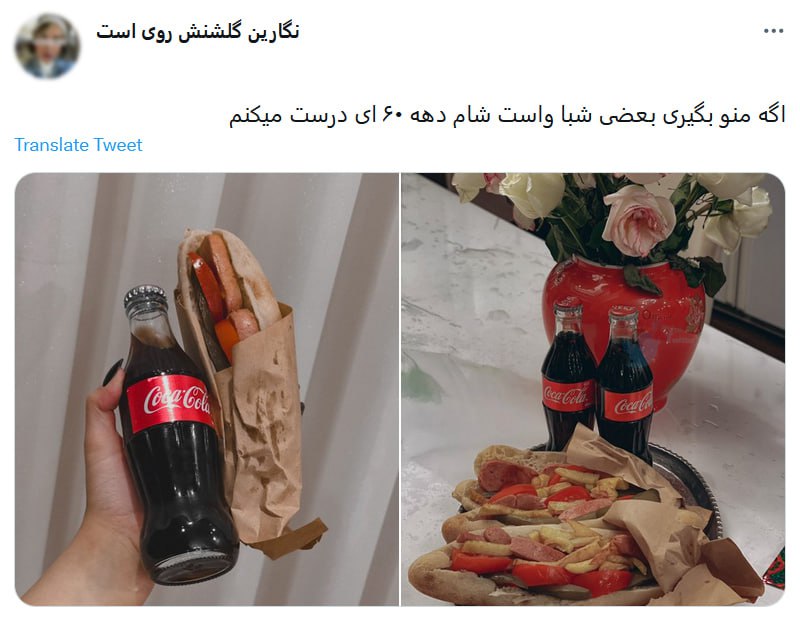 نگارین گلشنش روی است
اگه منو بگیری بعضی شبا واست شام دهه ۶۰ ای درست میکنم
Translate Tweet
Coca-Cola
Coca-Cola
Coca-Cola